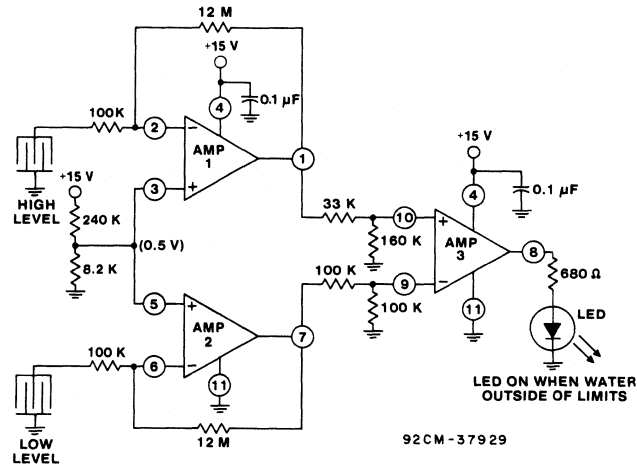 12 M
+15 V
0.1 µF
4
100K
2
−
AMP
1
1
HIGH
LEVEL
+15 V
3
+
240 K
(0.5 V)
8.2 K
33 K
10
160 K
+15 V
4
0.1 µF
+
AMP
3
8
680 Ω
100 K
9
−
100 K
11
LED
5
+
AMP
2
7
100 K
6
−
11
12 M
LOW
LEVEL
LED ON WHEN WATER
OUTSIDE OF LIMITS
92CM-37929